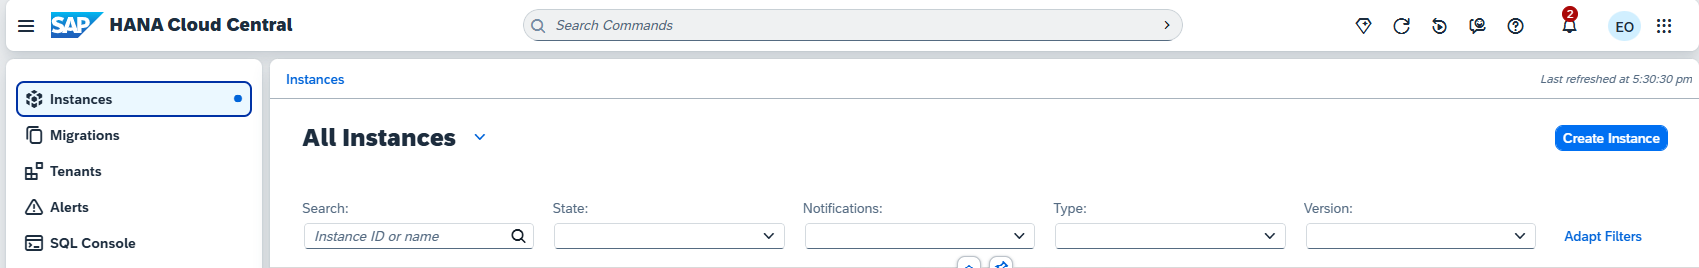 SAP HANA Cloud Central
Search Commands
2
EO
Instances
Migrations
Tenants
Alerts
SQL Console
Instances
Last refreshed at 5:30:30 pm
All Instances
Create Instance
Search:
State:
Notifications:
Type:
Version:
Instance ID or name
Adapt Filters